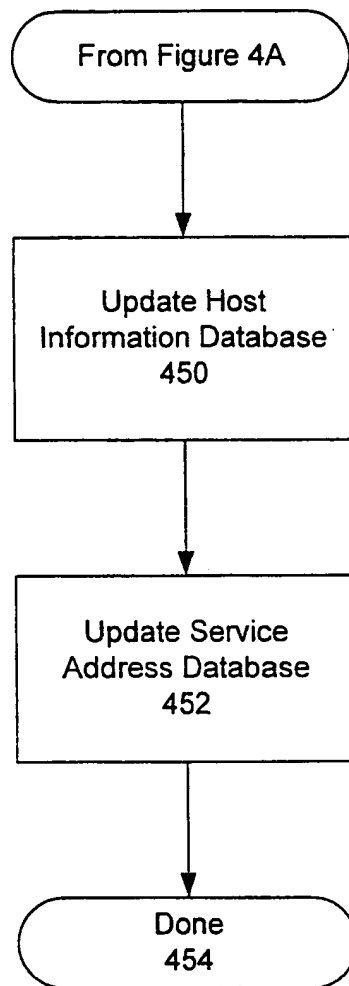 From Figure 4A
Update Host
Information Database
450
Update Service
Address Database
452
Done
454